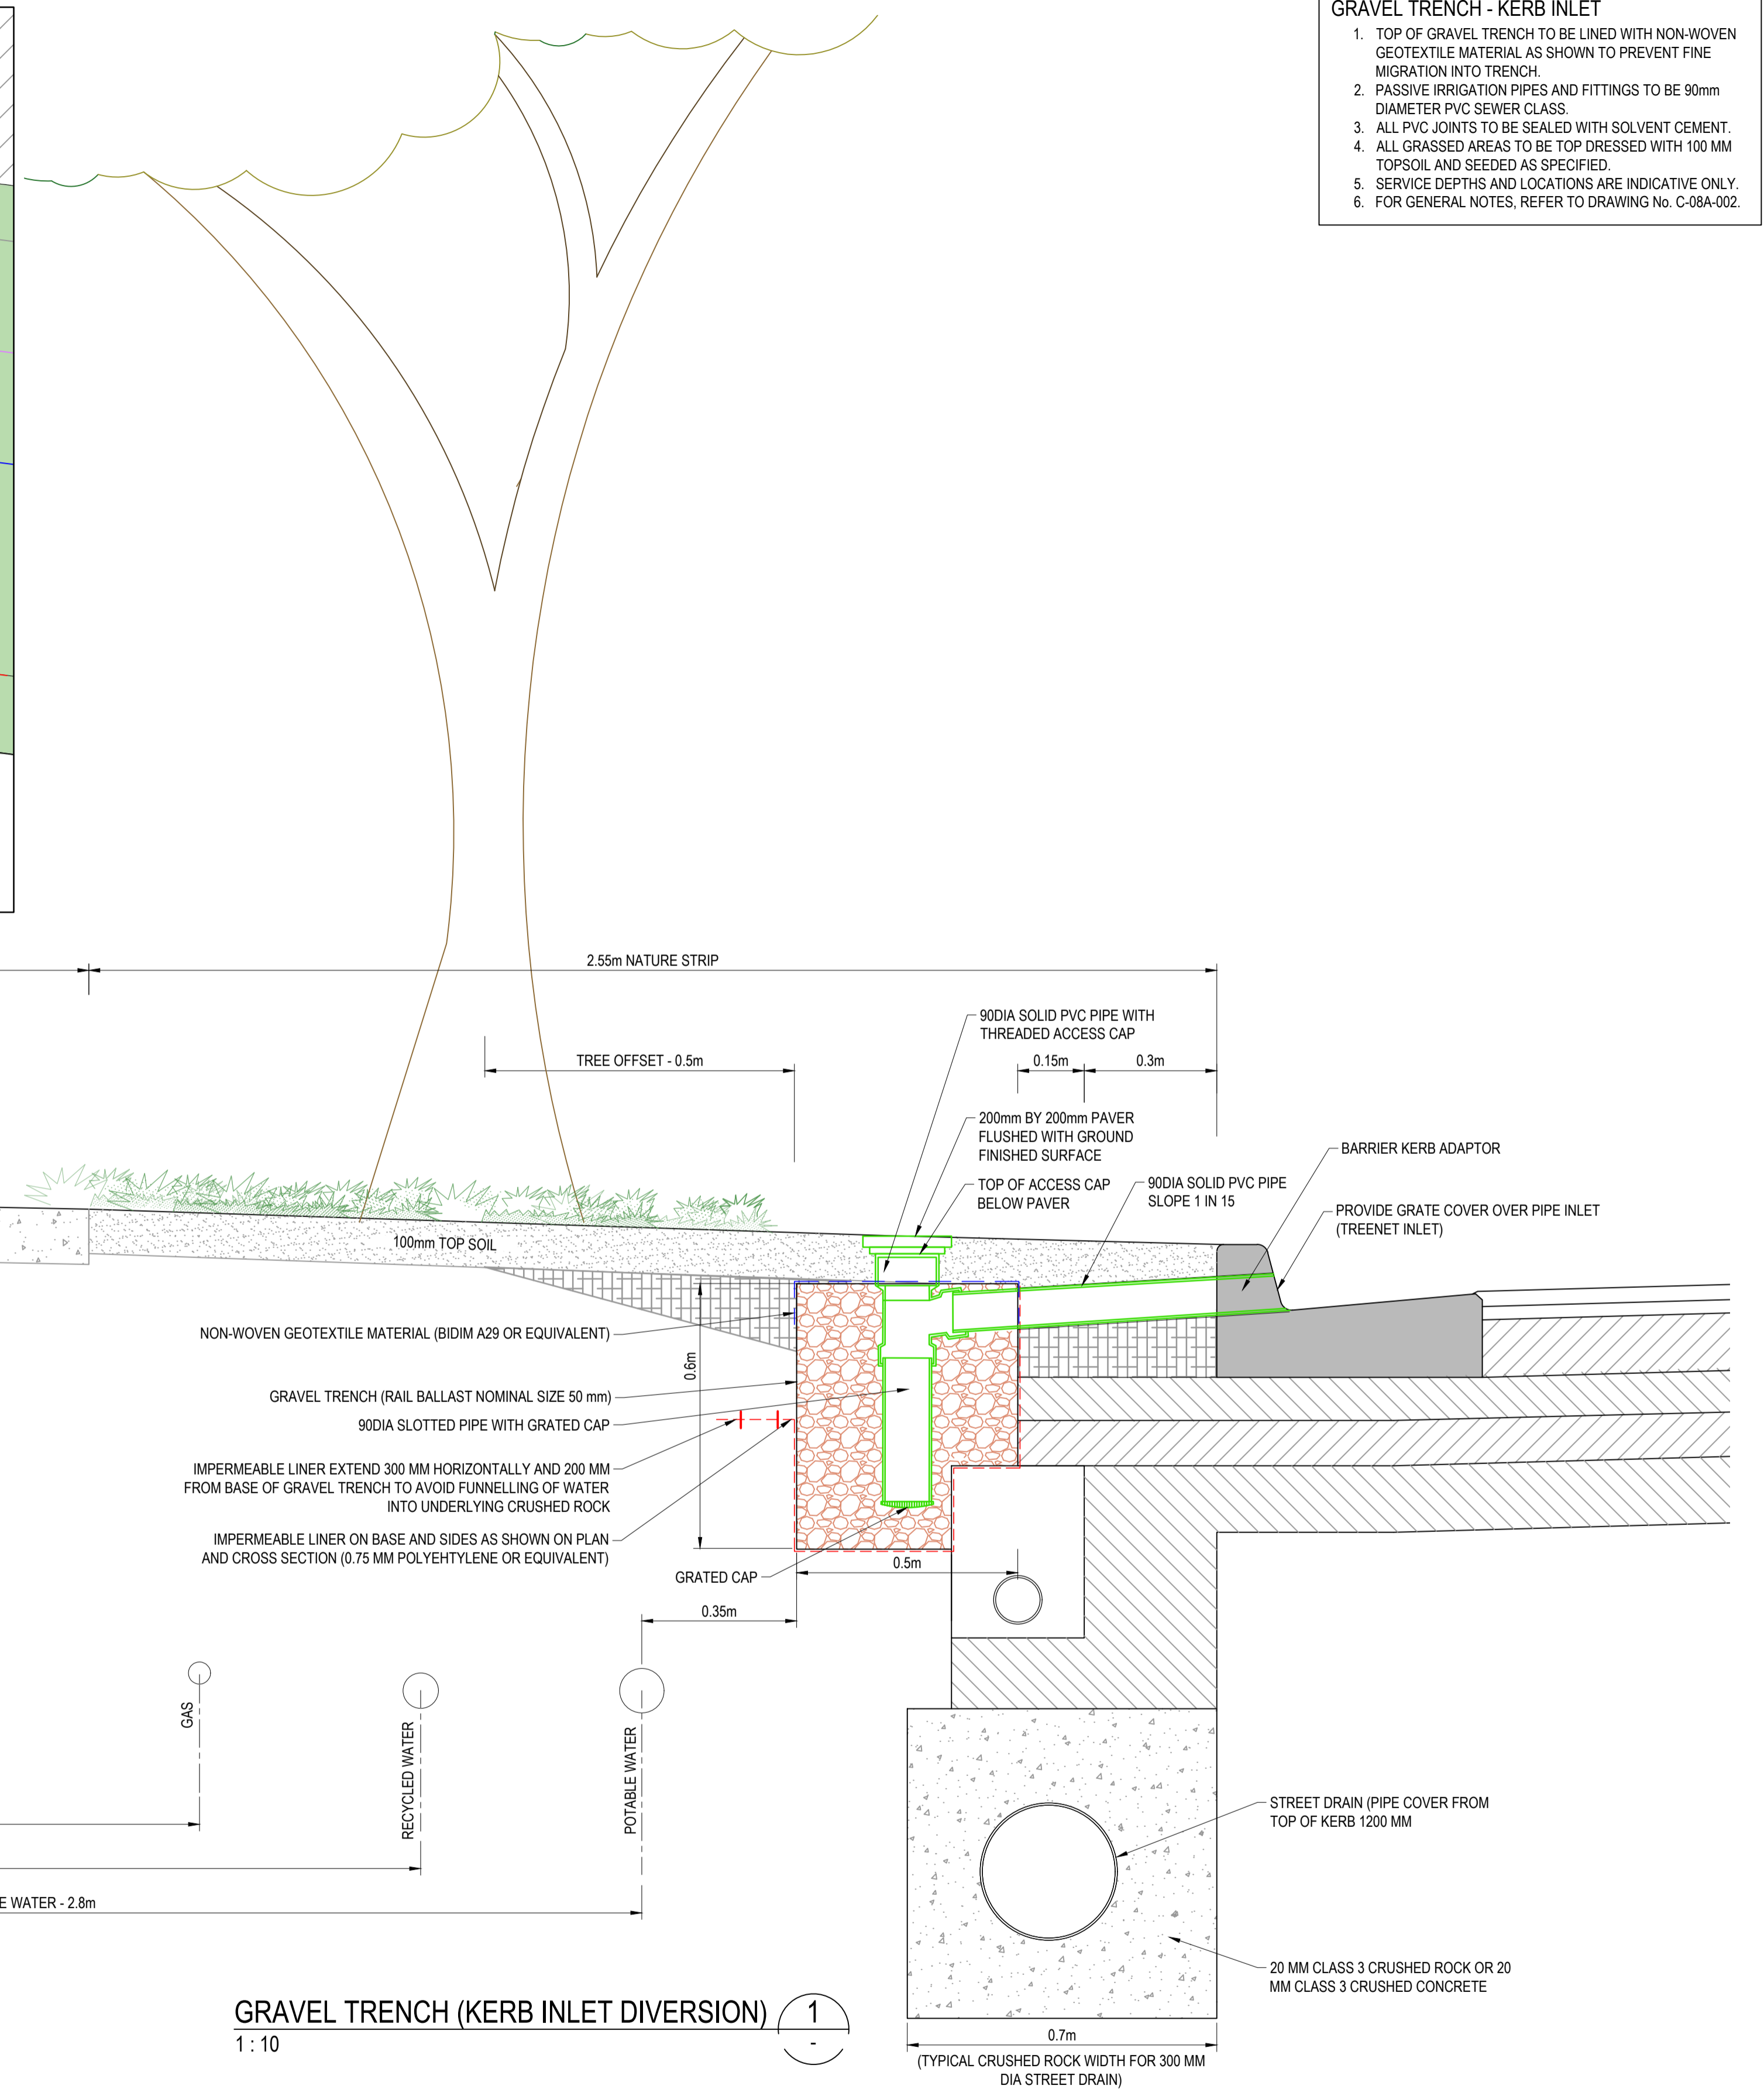 GRAVEL TRENCH - KERB INLET
1. TOP OF GRAVEL TRENCH TO BE LINED WITH NON-WOVEN
GEOTEXTILE MATERIAL AS SHOWN TO PREVENT FINE
MIGRATION INTO TRENCH.
2. PASSIVE IRRIGATION PIPES AND FITTINGS TO BE 90mm
DIAMETER PVC SEWER CLASS.
3. ALL PVC JOINTS TO BE SEALED WITH SOLVENT CEMENT.
4. ALL GRASSED AREAS TO BE TOP DRESSED WITH 100 MM
TOPSOIL AND SEEDED AS SPECIFIED.
5. SERVICE DEPTHS AND LOCATIONS ARE INDICATIVE ONLY.
6. FOR GENERAL NOTES, REFER TO DRAWING No. C-08A-002.
2.55m NATURE STRIP
90DIA SOLID PVC PIPE WITH
THREADED ACCESS CAP
TREE OFFSET - 0.5m
0.15m
0.3m
200mm BY 200mm PAVER
FLUSHED WITH GROUND
FINISHED SURFACE
BARRIER KERB ADAPTOR
TOP OF ACCESS CAP
BELOW PAVER
90DIA SOLID PVC PIPE
SLOPE 1 IN 15
PROVIDE GRATE COVER OVER PIPE INLET
(TREENET INLET)
100mm TOP SOIL
NON-WOVEN GEOTEXTILE MATERIAL (BIDIM A29 OR EQUIVALENT)
0.6m
GRAVEL TRENCH (RAIL BALLAST NOMINAL SIZE 50 mm)
90DIA SLOTTED PIPE WITH GRATED CAP
IMPERMEABLE LINER EXTEND 300 MM HORIZONTALLY AND 200 MM
FROM BASE OF GRAVEL TRENCH TO AVOID FUNNELLING OF WATER
INTO UNDERLYING CRUSHED ROCK
IMPERMEABLE LINER ON BASE AND SIDES AS SHOWN ON PLAN
AND CROSS SECTION (0.75 MM POLYEHTYLENE OR EQUIVALENT)
GRATED CAP
0.5m
0.35m
GAS
RECYCLED WATER
POTABLE WATER
STREET DRAIN (PIPE COVER FROM
TOP OF KERB 1200 MM
E WATER - 2.8m
20 MM CLASS 3 CRUSHED ROCK OR 20
MM CLASS 3 CRUSHED CONCRETE
GRAVEL TRENCH (KERB INLET DIVERSION)
1
-
1 : 10
0.7m
(TYPICAL CRUSHED ROCK WIDTH FOR 300 MM
DIA STREET DRAIN)